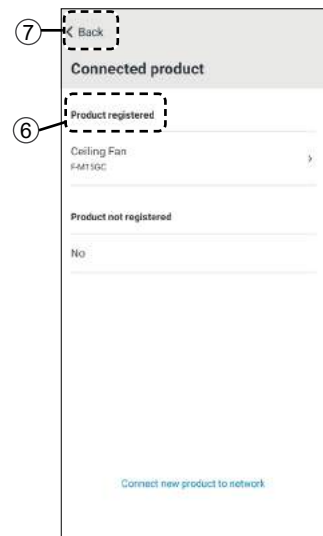 ⑦
< Back
Connected product
⑥
Product registered
Ceiling Fan
F-M15GC
>
Product not registered
No
Connect new product to network